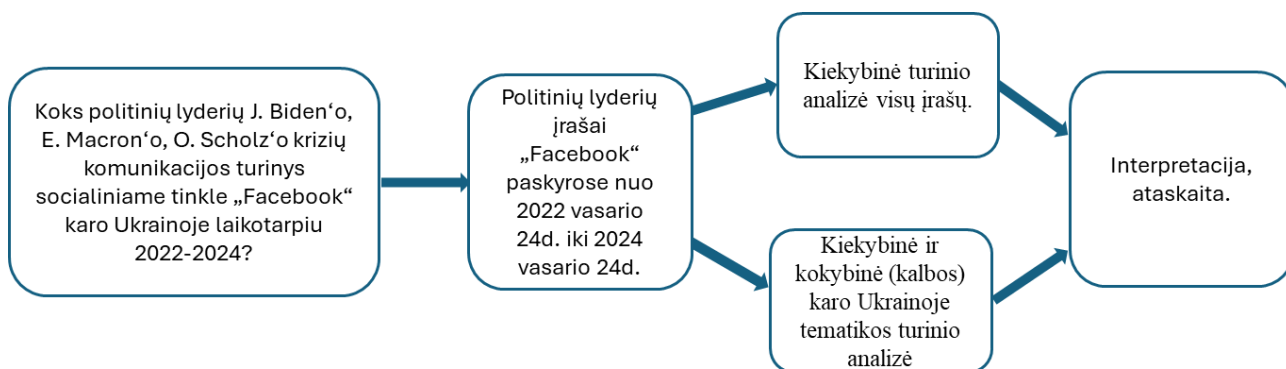 Koks politinių lyderių J. Biden‘o,
E. Macron‘o, O. Scholz‘o krizių
komunikacijos turinys
socialiniame tinkle „Facebook“
karo Ukrainoje laikotarpiu
2022-2024?
Politinių lyderių
įrašai
„Facebook“
paskyrose nuo
2022 vasario
24d. iki 2024
vasario 24d.
Kiekybinė turinio
analizė visų įrašų.
Kiekybinė ir
kokybinė (kalbos)
karo Ukrainoje
tematikos turinio
analizė
Interpretacija,
ataskaita.